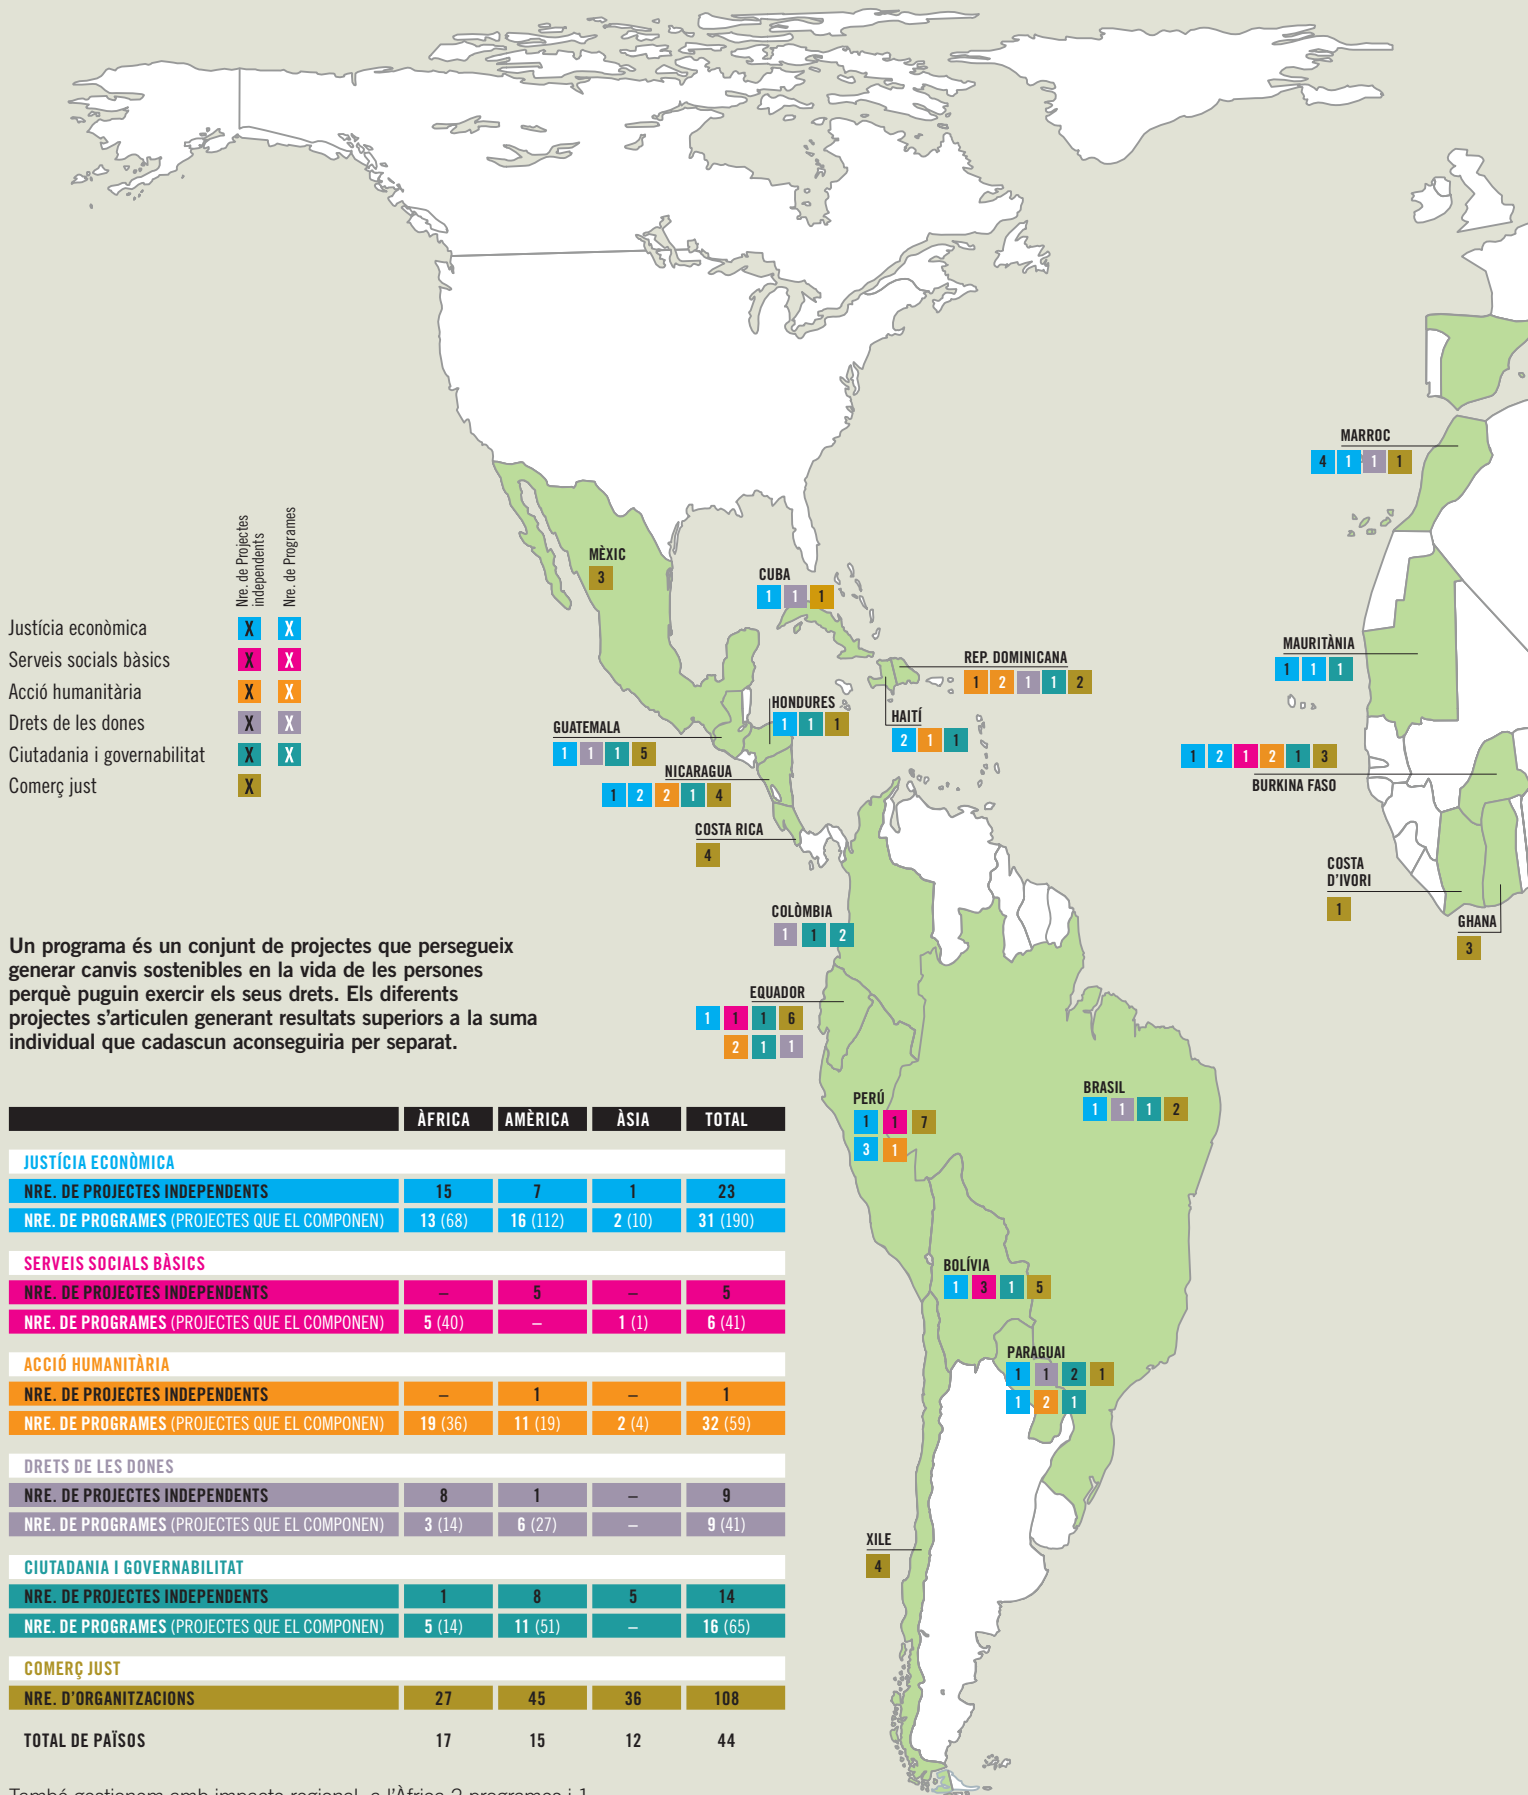 MARROC
4 1 1 1
MÈXIC
3
CUBA
1 1 1
MAURITÀNIA
1 1 1
REP. DOMINICANA
1 2 1 1 2
HONDURES
1 1 1
HAITÍ
2 1 1
GUATEMALA
1 1 1 5
NICARAGUA
1 2 2 1 4
1 2 1 2 1 3
BURKINA FASO
COSTA RICA
4
COSTA
D'IVORI
1
GHANA
3
COLÒMBIA
1 1 2
EQUADOR
1 1 1 6
2 1 1
PERÚ
1 1 7
3 1
BRASIL
1 1 1 2
BOLÍVIA
1 3 1 5
PARAGUAI
1 1 2 1
1 2 1
XILE
4
Nre. de Projectes
independents
Nre. de Programes
Justícia econòmica X X
Serveis socials bàsics X X
Acció humanitària X X
Drets de les dones X X
Ciutadania i governabilitat X X
Comerç just X
Un programa és un conjunt de projectes que persegueix
generar canvis sostenibles en la vida de les persones
perquè puguin exercir els seus drets. Els diferents
projectes s'articulen generant resultats superiors a la suma
individual que cadascun aconseguiria per separat.
ÀFRICA AMÈRICA ÀSIA TOTAL
JUSTÍCIA ECONÒMICA
NRE. DE PROJECTES INDEPENDENTS 15 7 1 23
NRE. DE PROGRAMES (PROJECTES QUE EL COMPONEN) 13 (68) 16 (112) 2 (10) 31 (190)
SERVEIS SOCIALS BÀSICS
NRE. DE PROJECTES INDEPENDENTS – 5 – 5
NRE. DE PROGRAMES (PROJECTES QUE EL COMPONEN) 5 (40) – 1 (1) 6 (41)
ACCIÓ HUMANITÀRIA
NRE. DE PROJECTES INDEPENDENTS – 1 – 1
NRE. DE PROGRAMES (PROJECTES QUE EL COMPONEN) 19 (36) 11 (19) 2 (4) 32 (59)
DRETS DE LES DONES
NRE. DE PROJECTES INDEPENDENTS 8 1 – 9
NRE. DE PROGRAMES (PROJECTES QUE EL COMPONEN) 3 (14) 6 (27) – 9 (41)
CIUTADANIA I GOVERNABILITAT
NRE. DE PROJECTES INDEPENDENTS 1 8 5 14
NRE. DE PROGRAMES (PROJECTES QUE EL COMPONEN) 5 (14) 11 (51) – 16 (65)
COMERÇ JUST
NRE. D'ORGANITZACIONS 27 45 36 108
TOTAL DE PAÏSOS 17 15 12 44
També gestionem amb impacte regional, a l'Àfrica 2 programes i 1